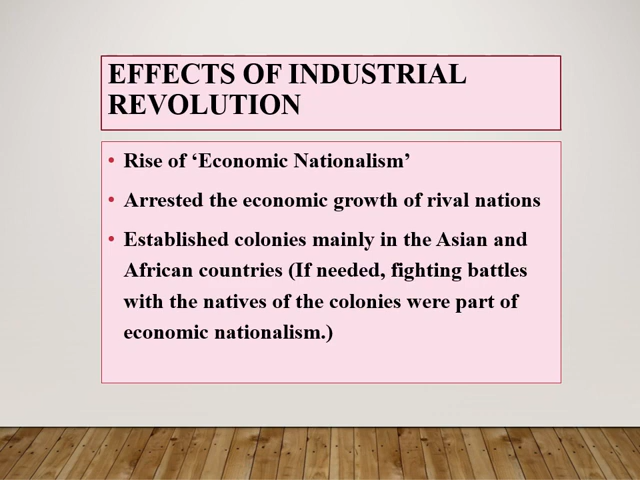 EFFECTS OF INDUSTRIAL
REVOLUTION
• Rise of ‘Economic Nationalism’
• Arrested the economic growth of rival nations
• Established colonies mainly in the Asian and
African countries (If needed, fighting battles
with the natives of the colonies were part of
economic nationalism.)